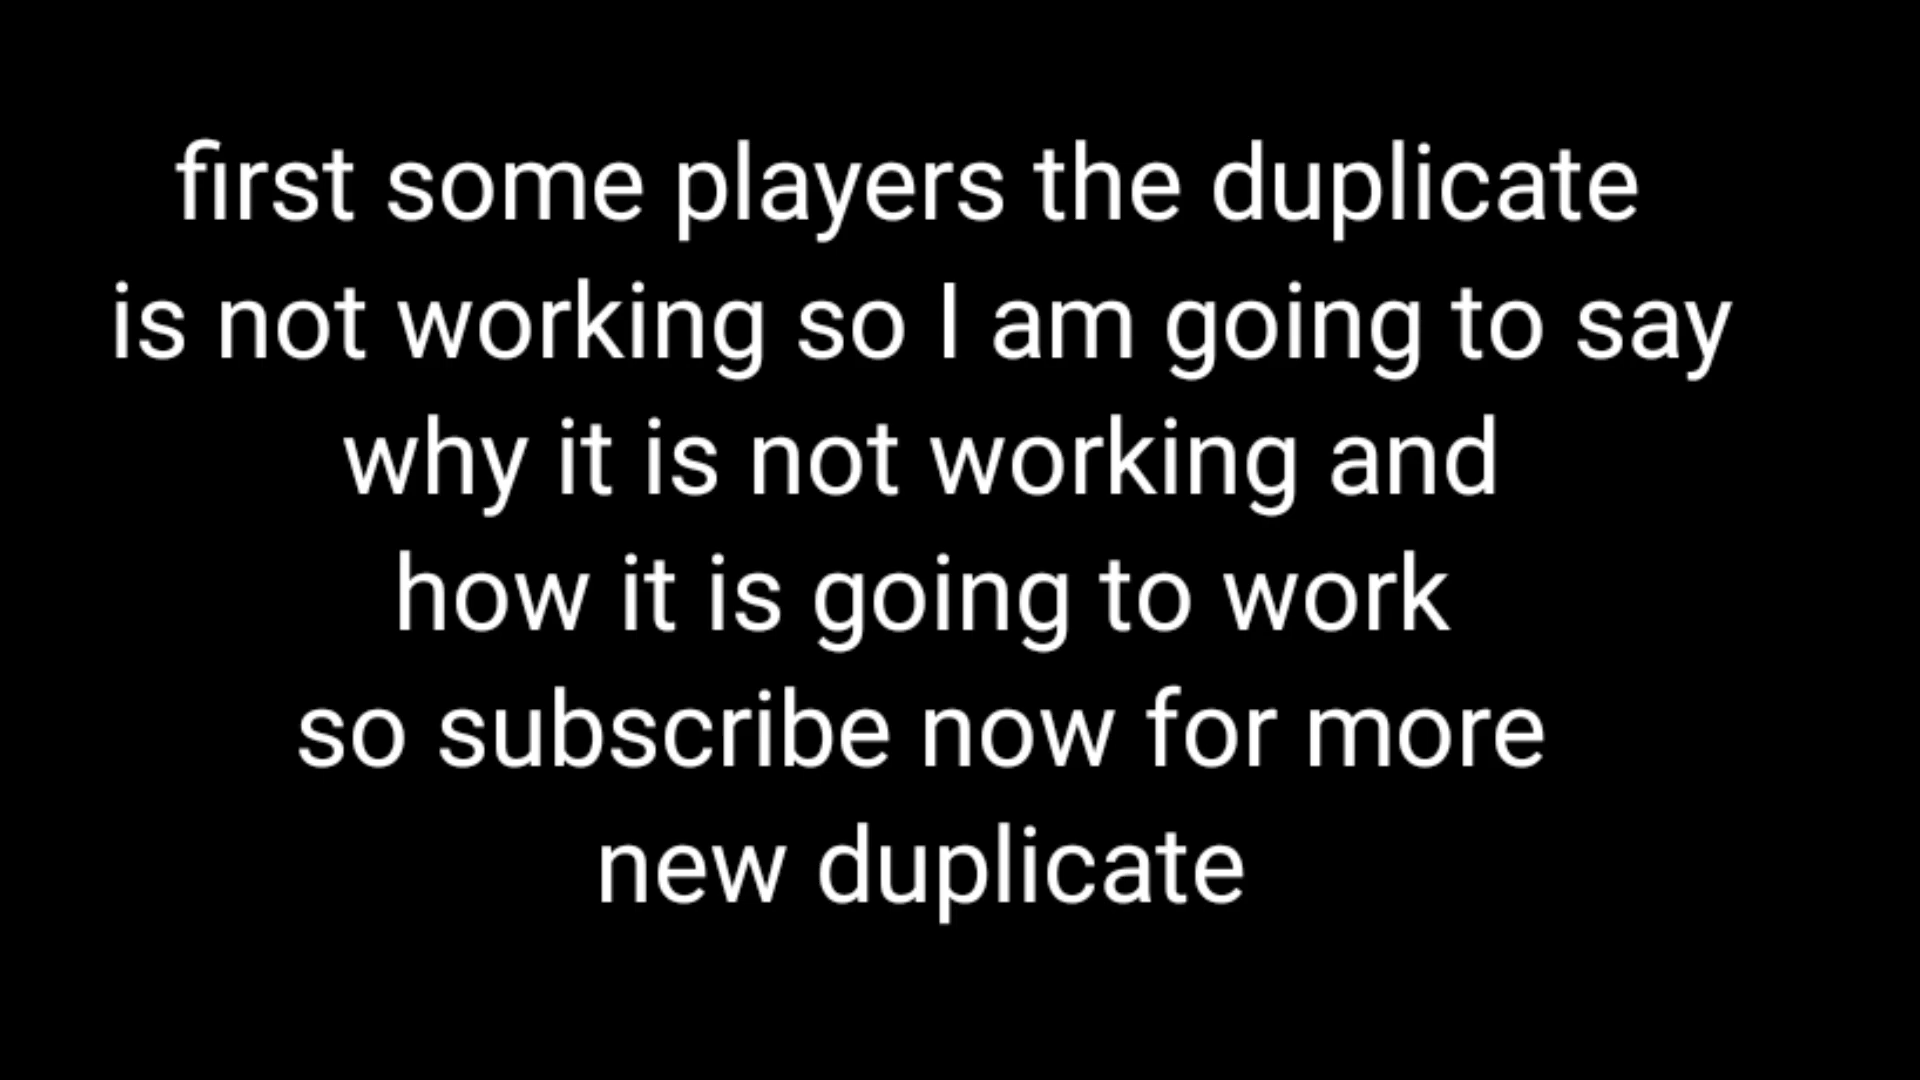 first some players the duplicate
is not working so I am going to say
why it is not working and
how it is going to work
so subscribe now for more
new duplicate